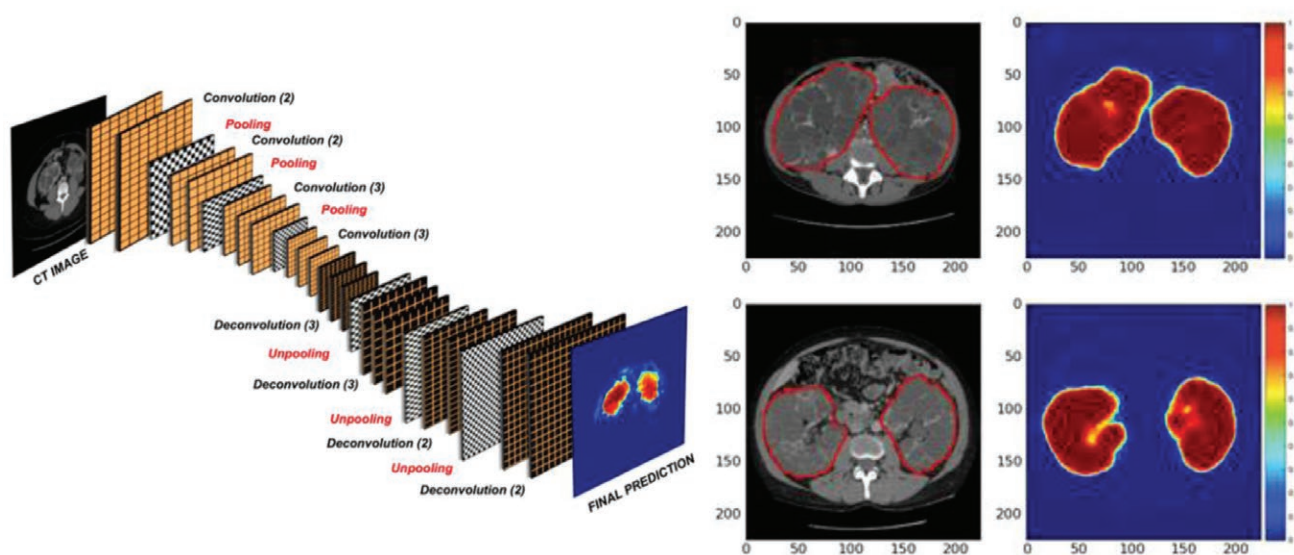 CT IMAGE
Convolution (2)
Pooling
Convolution (2)
Pooling
Convolution (3)
Pooling
Convolution (3)
Deconvolution (3)
Unpooling
Deconvolution (3)
Unpooling
Deconvolution (2)
Unpooling
Deconvolution (2)
FINAL PREDICTION
0
50
100
150
200
0 50 100 150 200
0
50
100
150
200
0 50 100 150 200
0
50
100
150
200
0 50 100 150 200
0
50
100
150
200
0 50 100 150 200